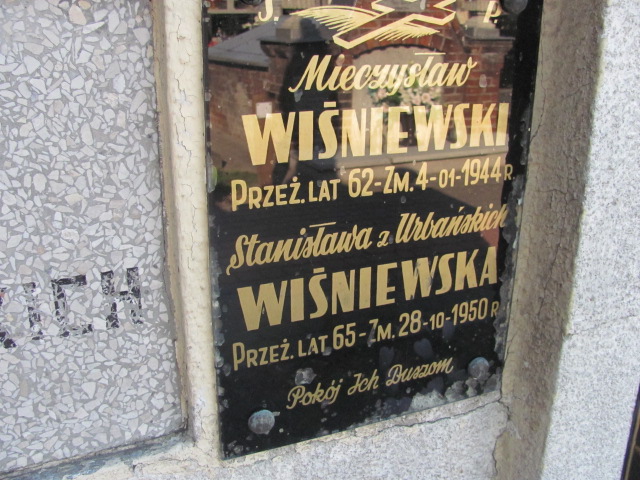 Ś. P.
Mieczysław
WIŚNIEWSKI
PRZEŻ. LAT 62-ZM. 4-01-1944 R.
Stanisława z Urbańskich
WIŚNIEWSKA
PRZEŻ. LAT 65-ZM. 28-10-1950 R
Pokój Ich Duszom